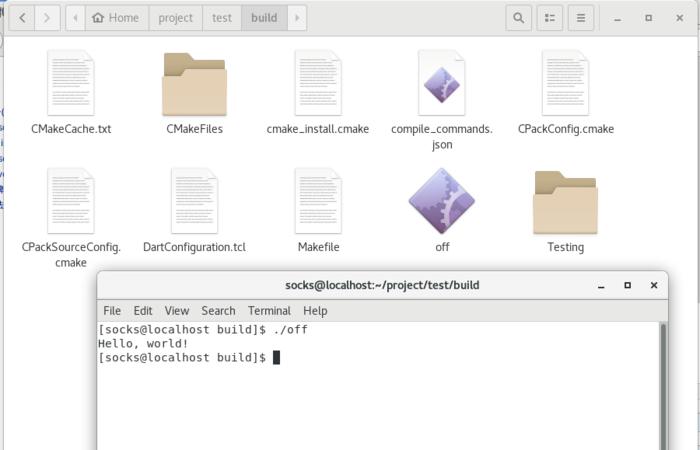 Home project test build
CMakeCache.txt
CMakeFiles
cmake_install.cmake
compile_commands.
json
CPackConfig.cmake
CPackSourceConfig.
cmake
DartConfiguration.tcl
Makefile
off
Testing
socks@localhost:~/project/test/build
File Edit View Search Terminal Help
[socks@localhost build]$ ./off
Hello, world!
[socks@localhost build]$